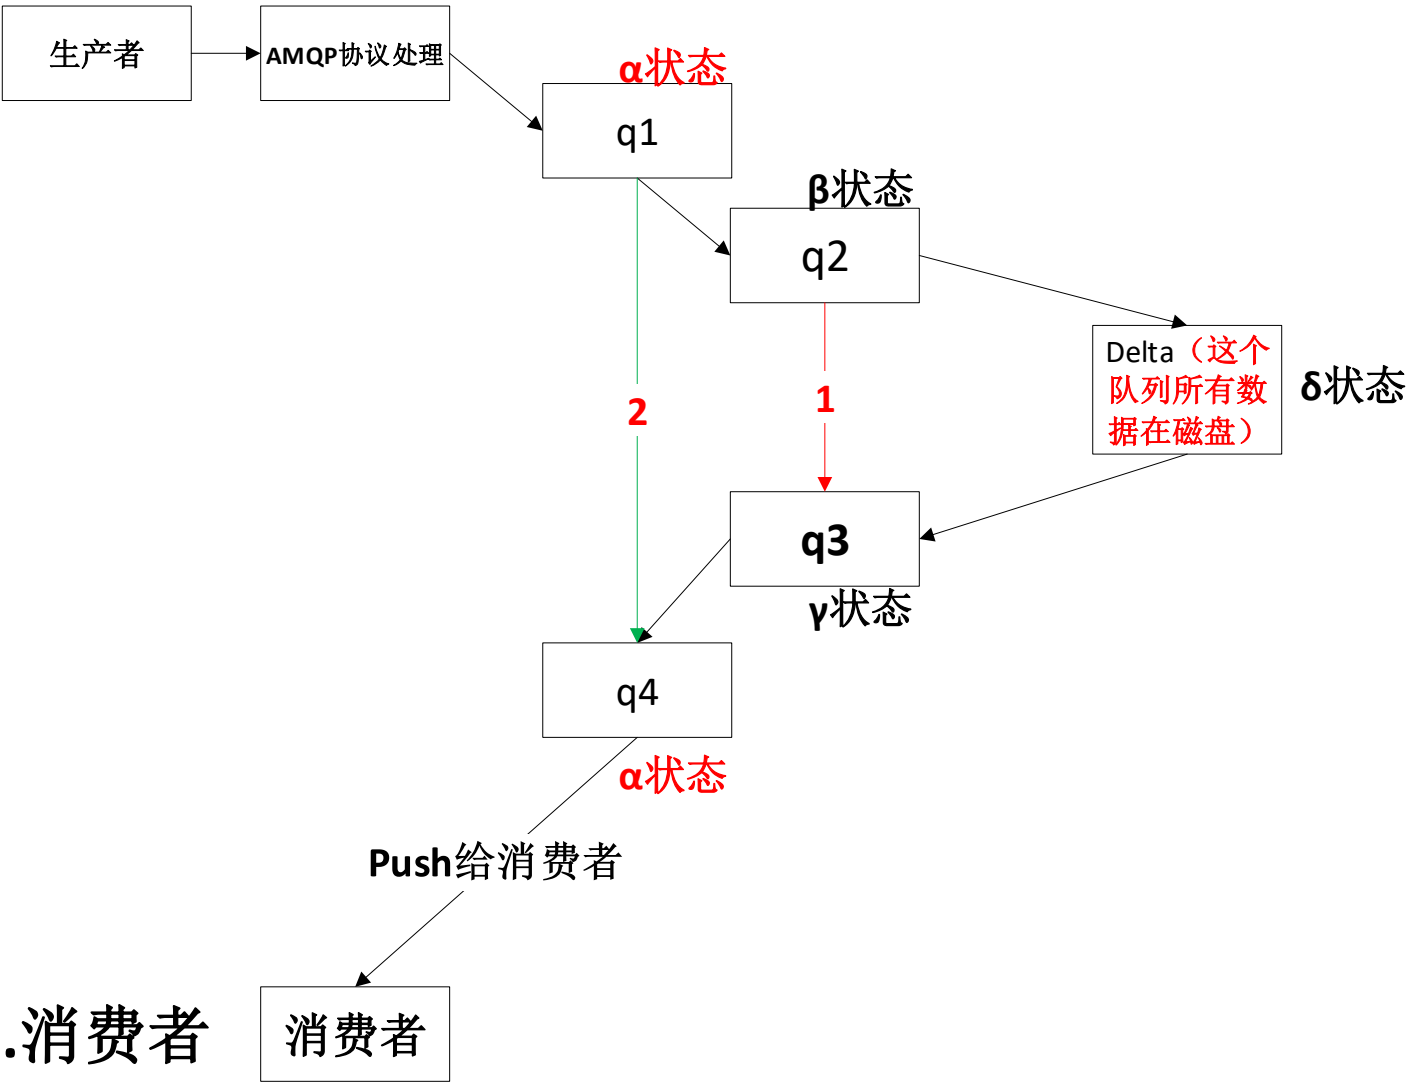 生产者
AMQP协议处理
α状态
q1
β状态
q2
Delta（这个
队列所有数
据在磁盘）
δ状态
2
1
q3
γ状态
q4
α状态
Push给消费者
.消费者
消费者